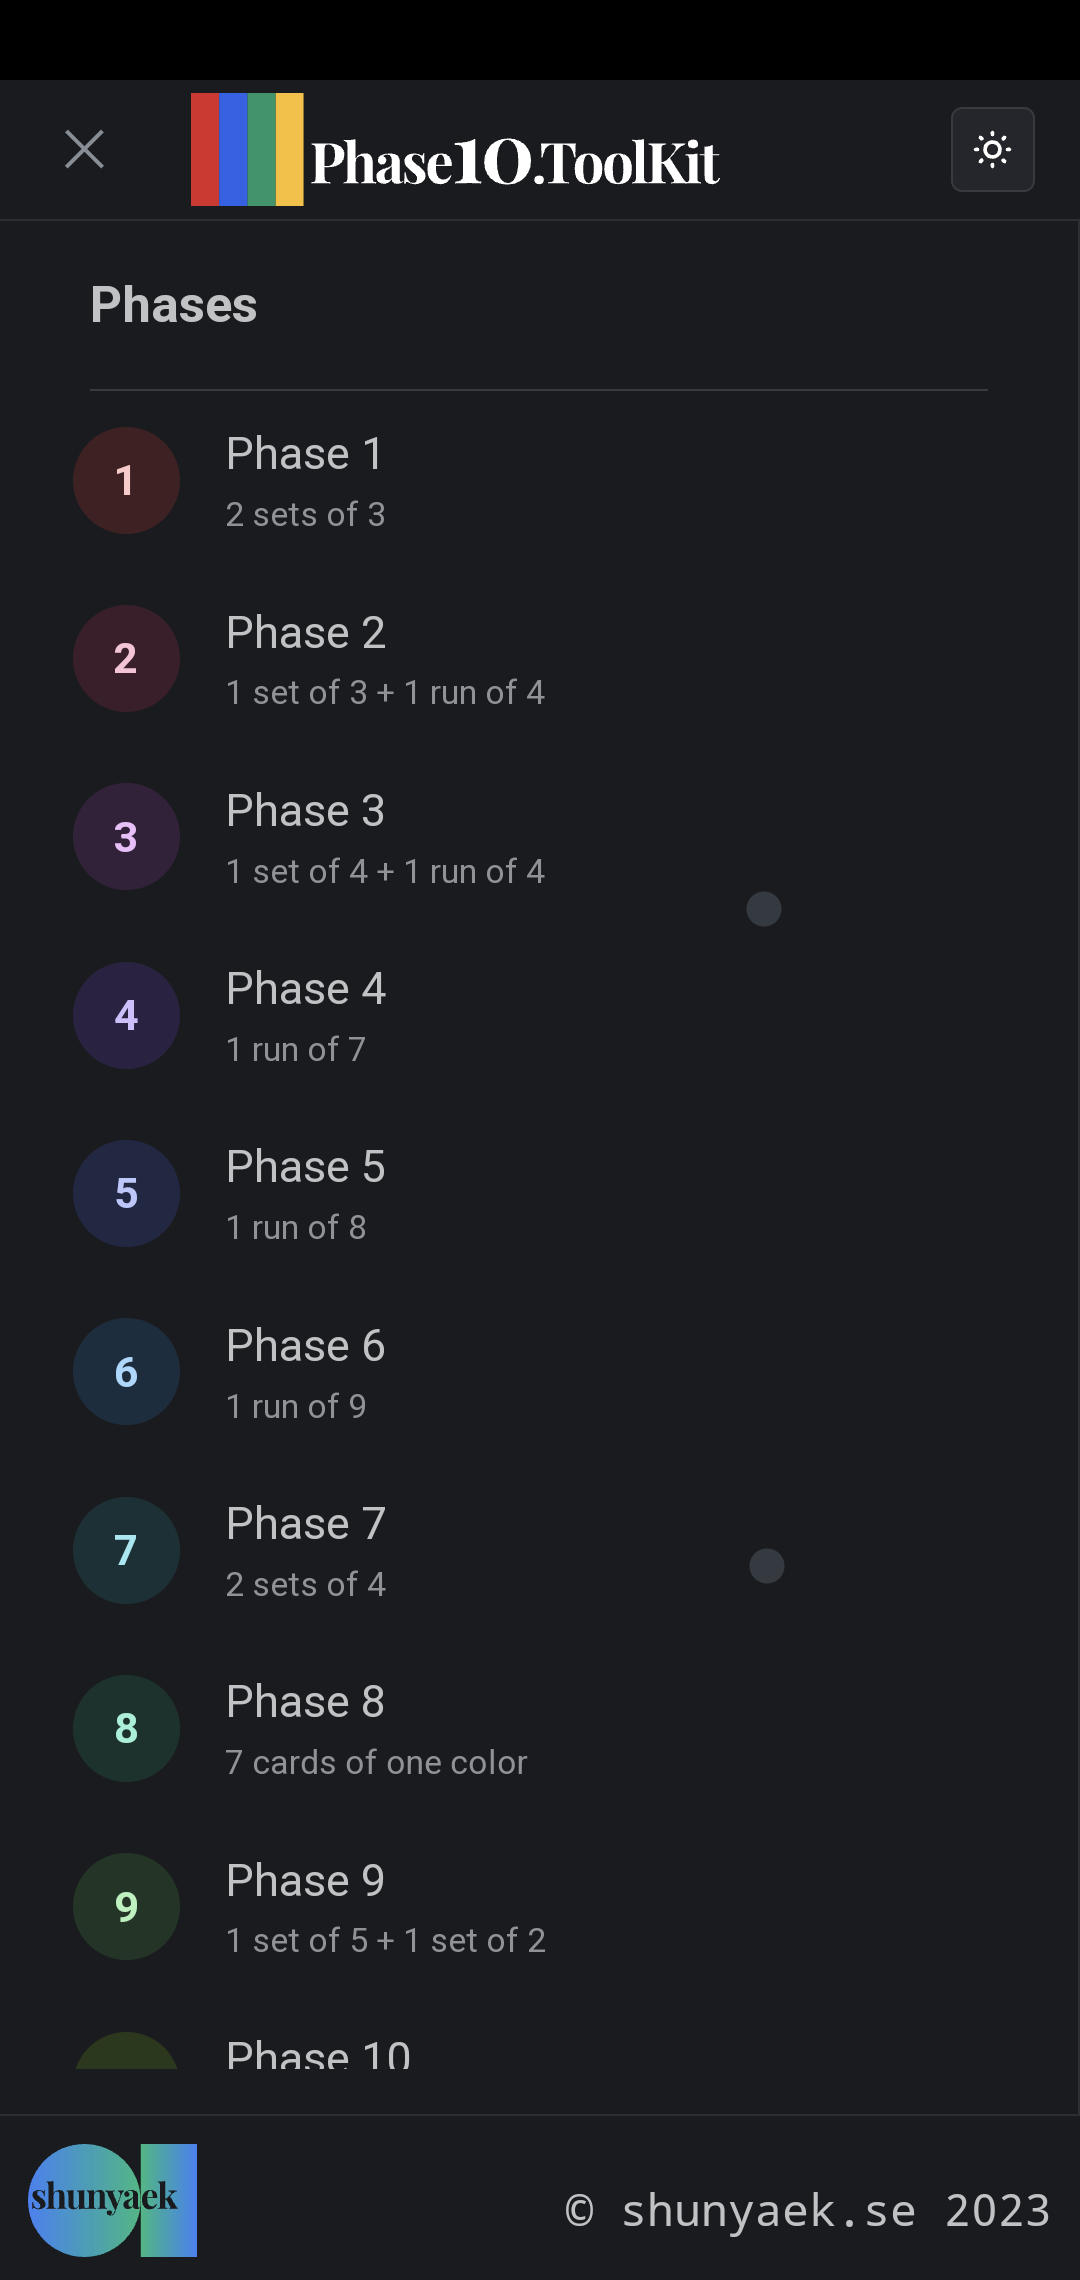 Phase10.ToolKit
Phases
1
Phase 1
2 sets of 3
2
Phase 2
1 set of 3 + 1 run of 4
3
Phase 3
1 set of 4 + 1 run of 4
4
Phase 4
1 run of 7
5
Phase 5
1 run of 8
6
Phase 6
1 run of 9
7
Phase 7
2 sets of 4
8
Phase 8
7 cards of one color
9
Phase 9
1 set of 5 + 1 set of 2
Phase 10
shunyaek
© shunyaek.se 2023